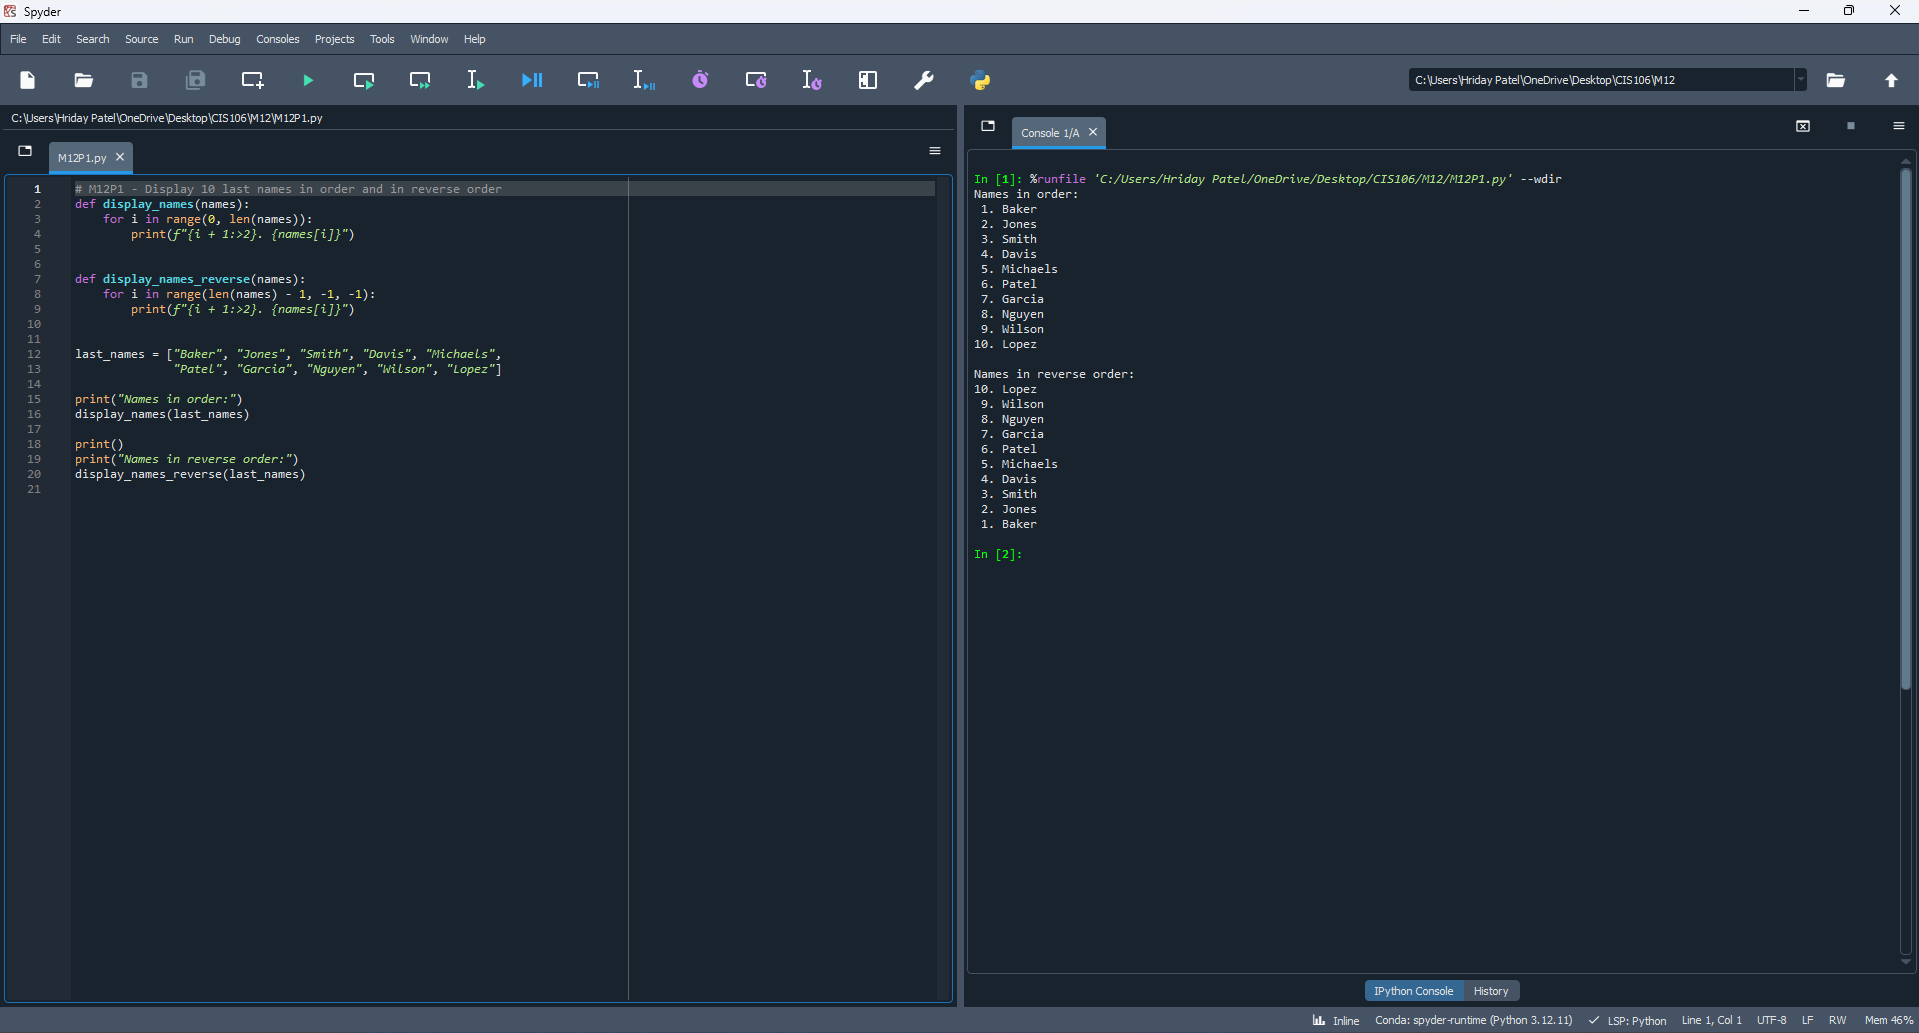 Spyder
File Edit Search Source Run Debug Consoles Projects Tools Window Help
C:\Users\Hriday Patel\OneDrive\Desktop\CIS106\M12
C:\Users\Hriday Patel\OneDrive\Desktop\CIS106\M12\M12P1.py
M12P1.py
1 # M12P1 - Display 10 last names in order and in reverse order
2 def display_names(names):
3     for i in range(0, len(names)):
4         print(f"{i + 1:>2}. {names[i]}")
5
6
7 def display_names_reverse(names):
8     for i in range(len(names) - 1, -1, -1):
9         print(f"{i + 1:>2}. {names[i]}")
10
11
12 last_names = ["Baker", "Jones", "Smith", "Davis", "Michaels",
13               "Patel", "Garcia", "Nguyen", "Wilson", "Lopez"]
14
15 print("Names in order:")
16 display_names(last_names)
17
18 print()
19 print("Names in reverse order:")
20 display_names_reverse(last_names)
21
Console 1/A
In [1]: %runfile 'C:/Users/Hriday Patel/OneDrive/Desktop/CIS106/M12/M12P1.py' --wdir
Names in order:
 1. Baker
 2. Jones
 3. Smith
 4. Davis
 5. Michaels
 6. Patel
 7. Garcia
 8. Nguyen
 9. Wilson
10. Lopez

Names in reverse order:
10. Lopez
 9. Wilson
 8. Nguyen
 7. Garcia
 6. Patel
 5. Michaels
 4. Davis
 3. Smith
 2. Jones
 1. Baker

In [2]:
IPython Console History
Inline Conda: spyder-runtime (Python 3.12.11) LSP: Python Line 1, Col 1 UTF-8 LF RW Mem 46%